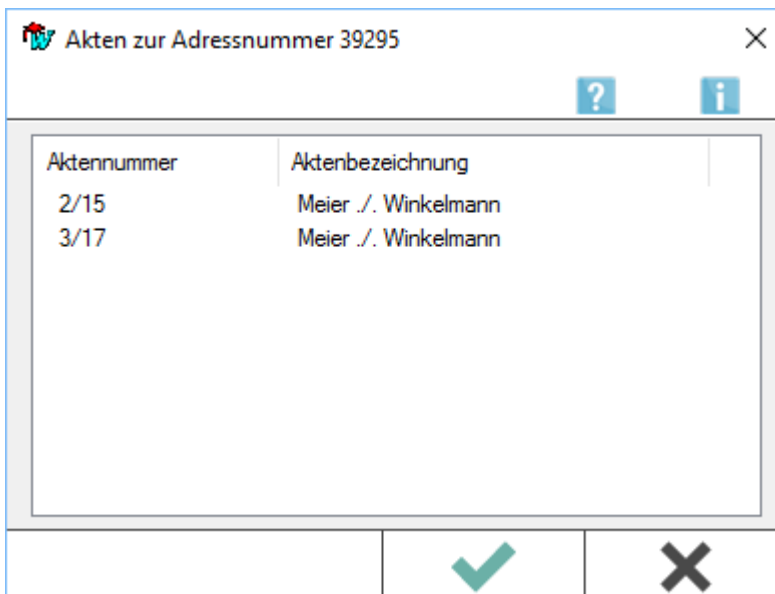 Akten zur Adressnummer 39295
? i
Aktennummer Aktenbezeichnung
2/15 Meier ./. Winkelmann
3/17 Meier ./. Winkelmann